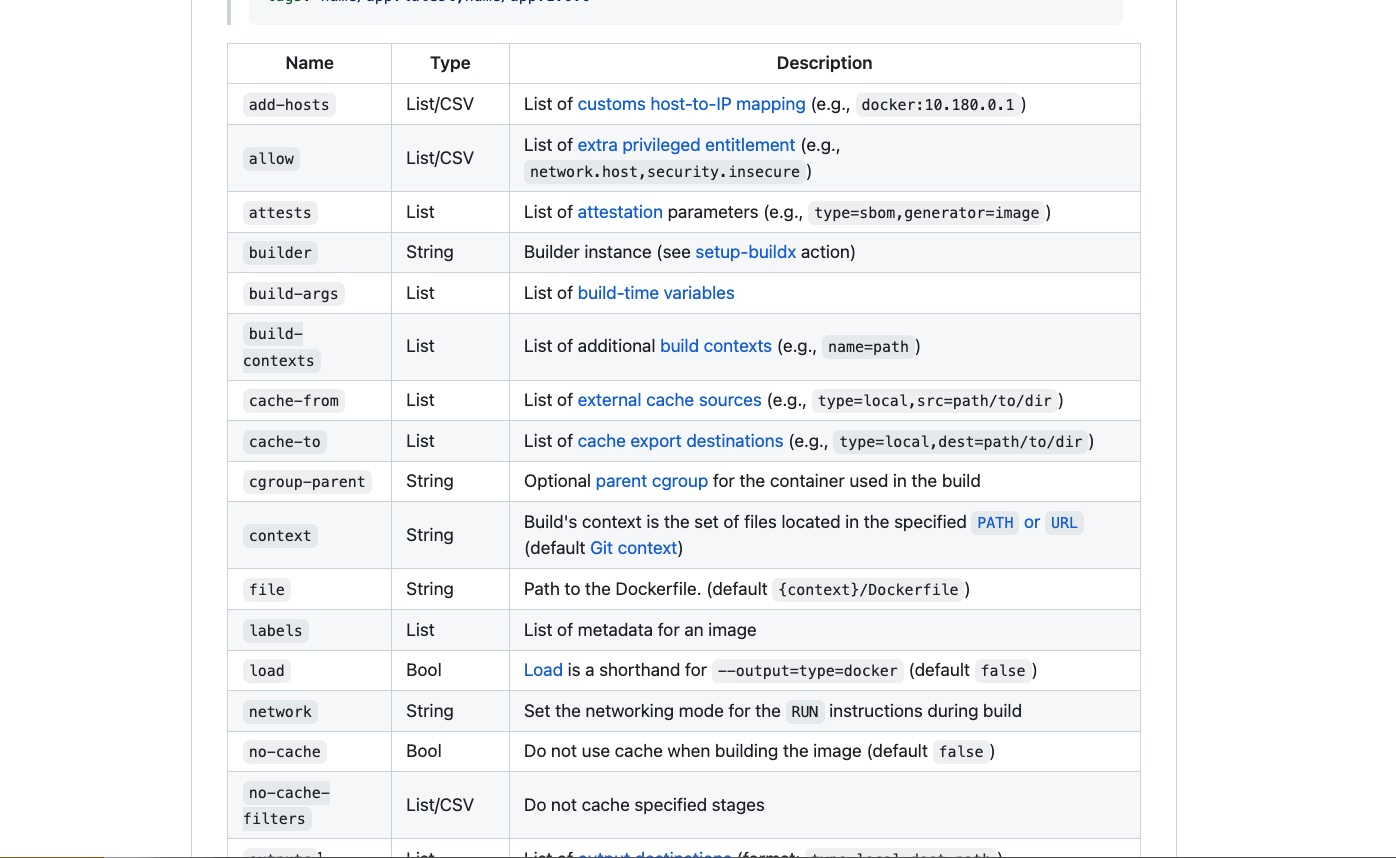 Name Type Description
add-hosts List/CSV List of customs host-to-IP mapping (e.g., docker:10.180.0.1 )
allow List/CSV List of extra privileged entitlement (e.g.,
network.host,security.insecure )
attests List List of attestation parameters (e.g., type=sbom,generator=image )
builder String Builder instance (see setup-buildx action)
build-args List List of build-time variables
build-
contexts List List of additional build contexts (e.g., name=path )
cache-from List List of external cache sources (e.g., type=local,src=path/to/dir )
cache-to List List of cache export destinations (e.g., type=local,dest=path/to/dir )
cgroup-parent String Optional parent cgroup for the container used in the build
context String Build's context is the set of files located in the specified PATH or URL
(default Git context)
file String Path to the Dockerfile. (default {context}/Dockerfile )
labels List List of metadata for an image
load Bool Load is a shorthand for --output=type=docker (default false )
network String Set the networking mode for the RUN instructions during build
no-cache Bool Do not use cache when building the image (default false )
no-cache-
filters List/CSV Do not cache specified stages
List List of output destinations (format: